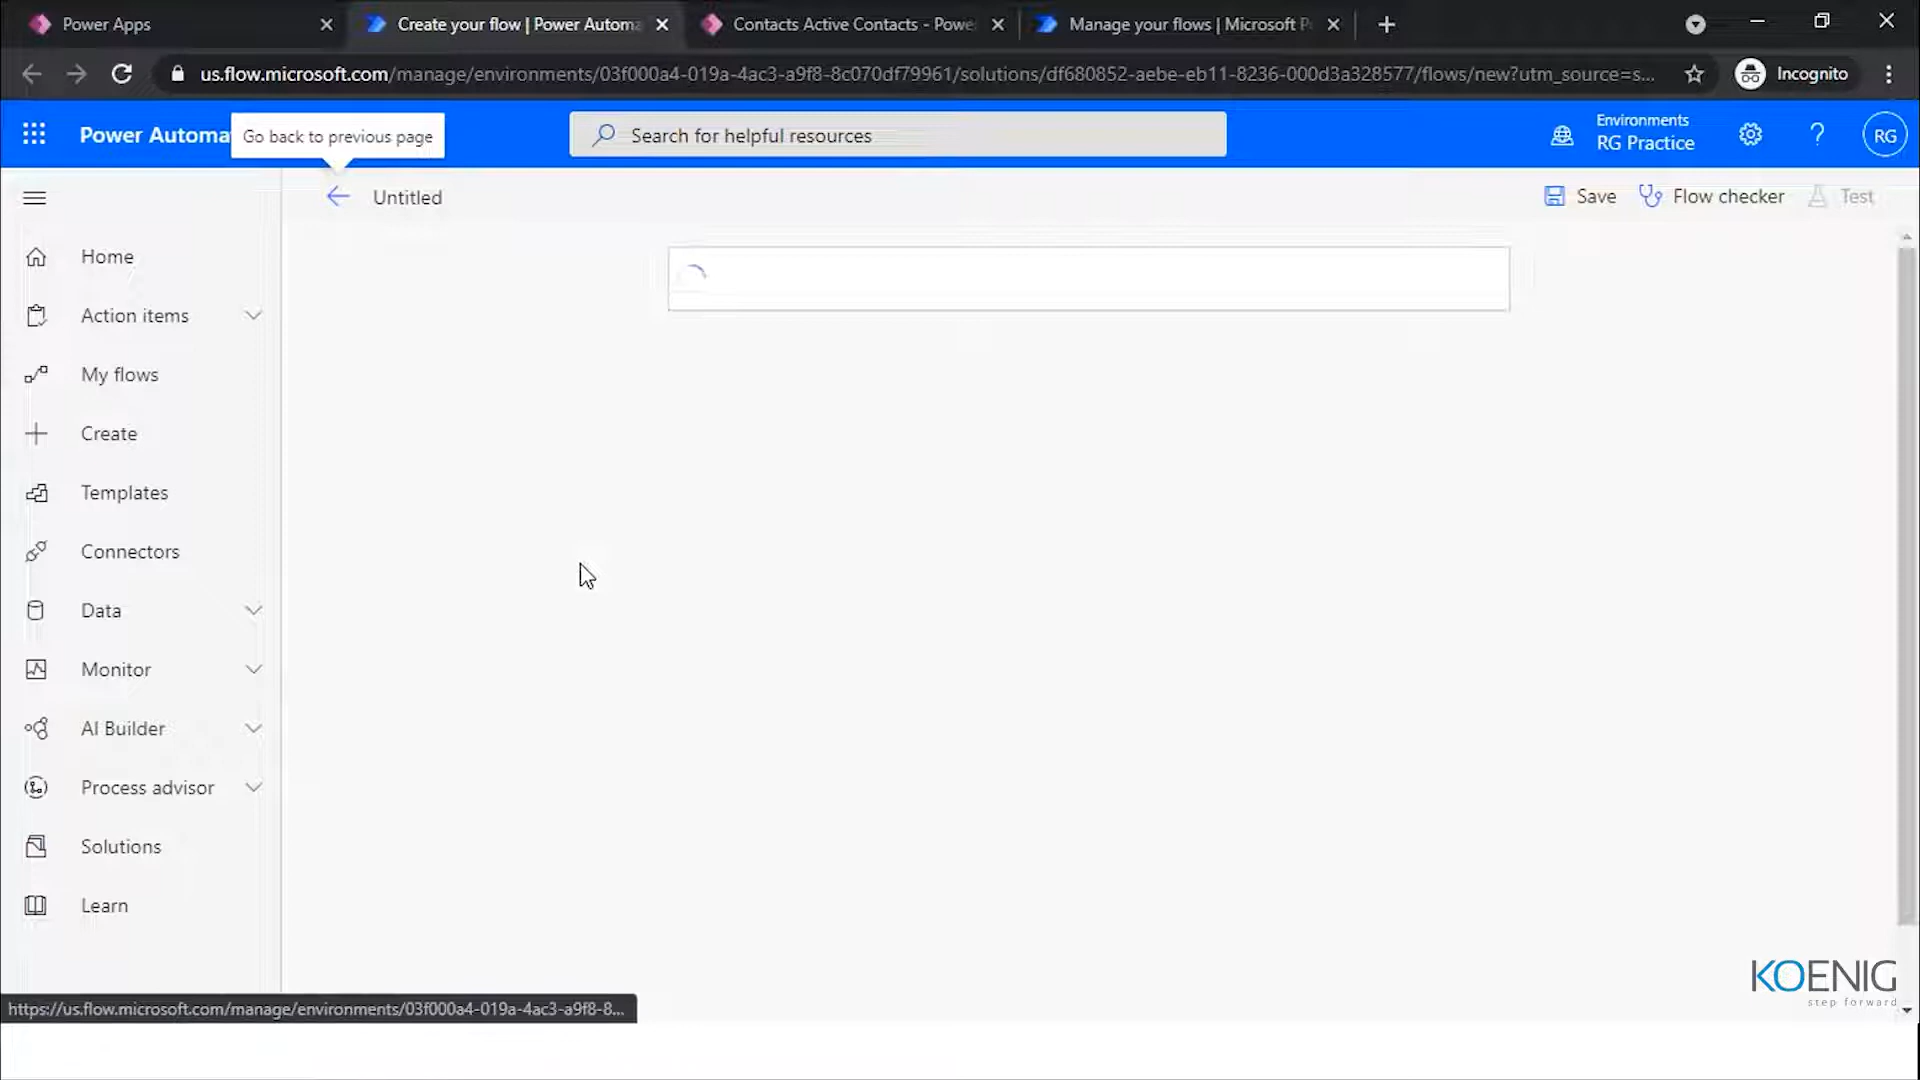 Power Apps
Create your flow | Power Automa
Contacts Active Contacts - Powe
Manage your flows | Microsoft P
us.flow.microsoft.com/manage/environments/03f000a4-019a-4ac3-a9f8-8c070df79961/solutions/df680852-aebe-eb11-8236-000d3a328577/flows/new?utm_source=s...
Incognito
Power Automa
Go back to previous page
Search for helpful resources
Environments
RG Practice
?
RG
Untitled
Save
Flow checker
Test
Home
Action items
My flows
Create
Templates
Connectors
Data
Monitor
AI Builder
Process advisor
Solutions
Learn
KOENIG
step forward
https://us.flow.microsoft.com/manage/environments/03f000a4-019a-4ac3-a9f8-8...